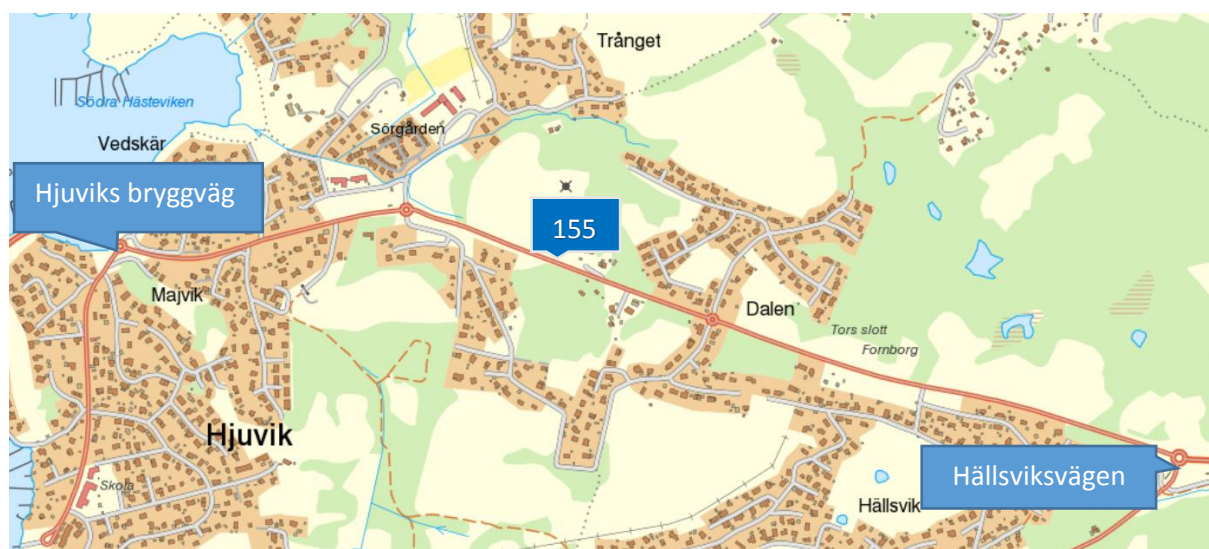 Trånget
Södra Hästeviken
Sörgården
Vedskär
Hjuviks bryggväg
155
Majvik
Dalen
Tors slott
Fornborg
Hjuvik
Hällsviksvägen
Skola
Hällsvik